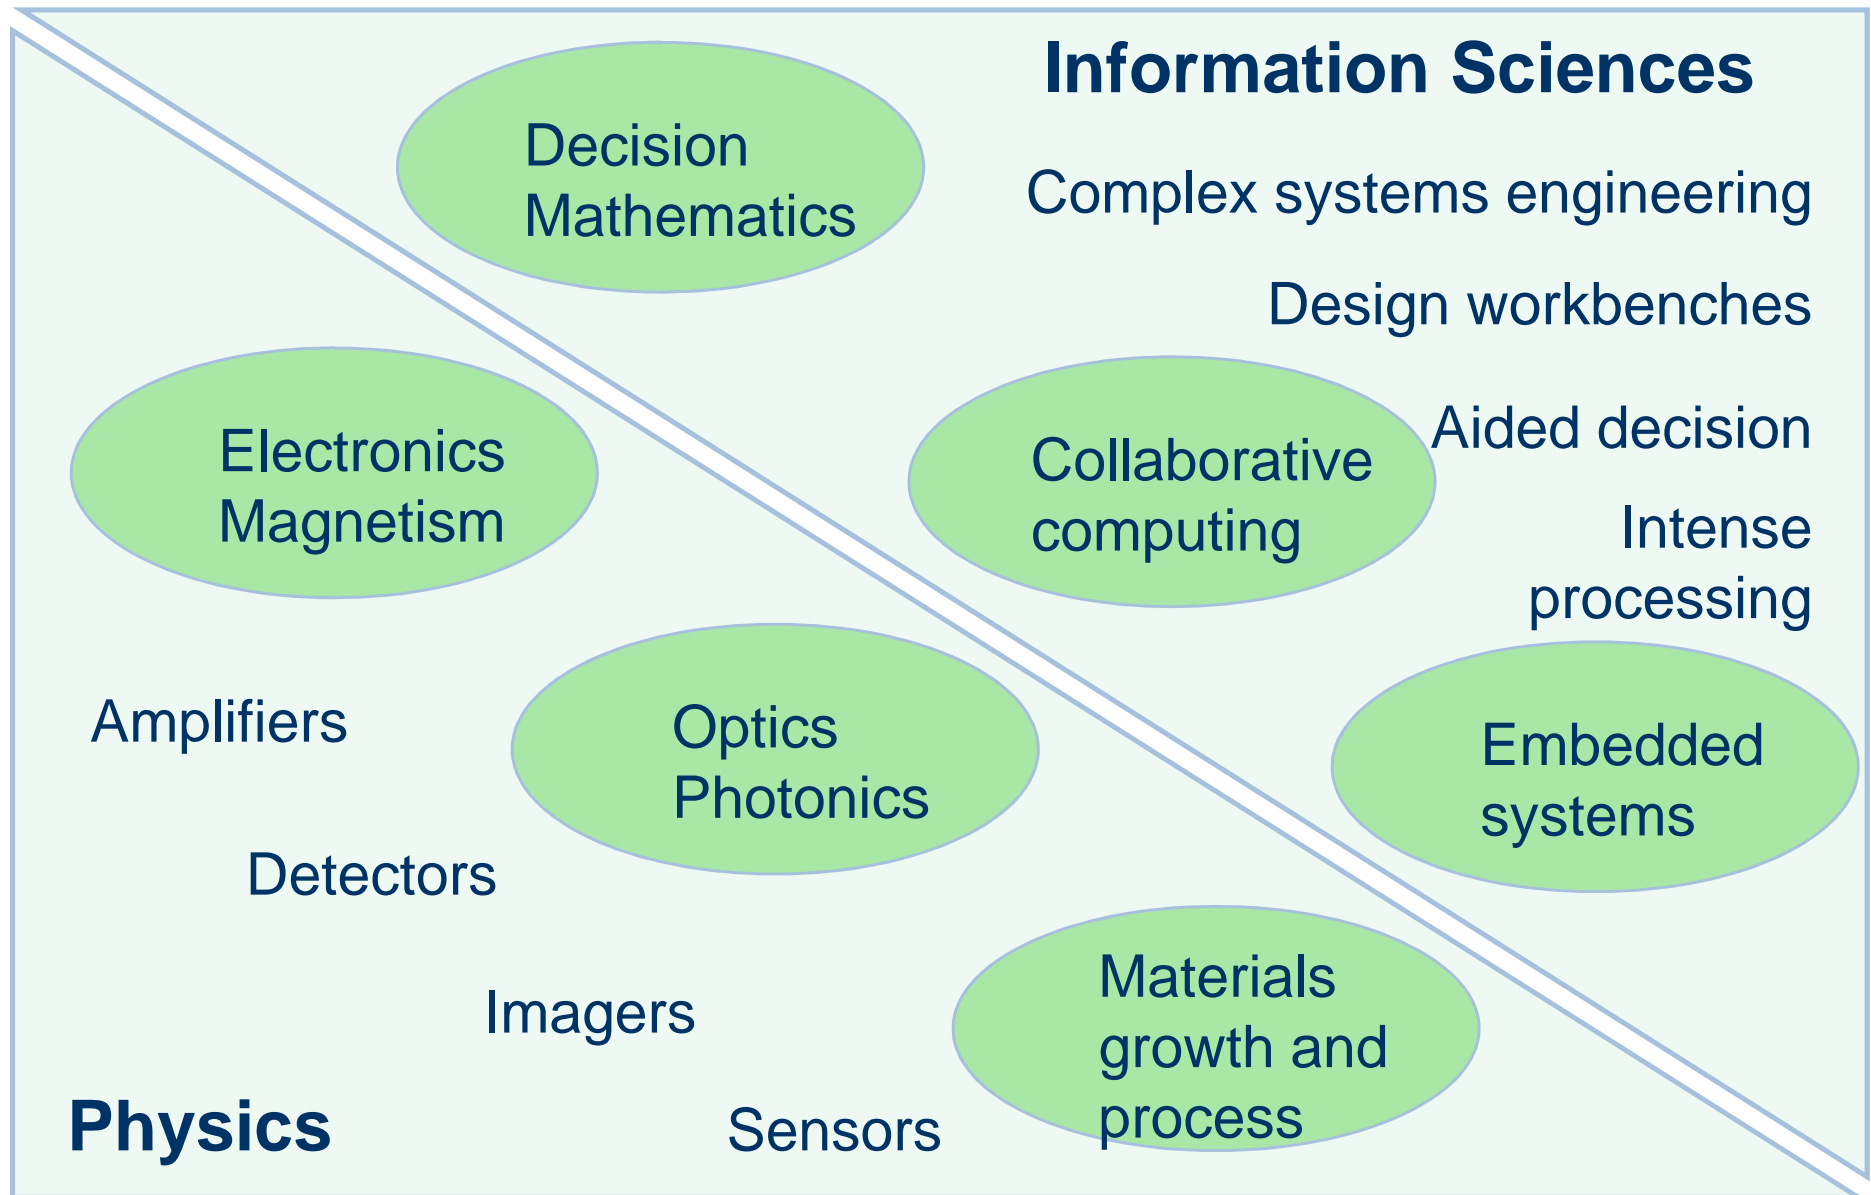 Information Sciences
Decision
Mathematics
Complex systems engineering
Design workbenches
Aided decision
Collaborative
computing
Intense
processing
Embedded
systems
Electronics
Magnetism
Amplifiers
Optics
Photonics
Detectors
Imagers
Materials
growth and
process
Sensors
Physics